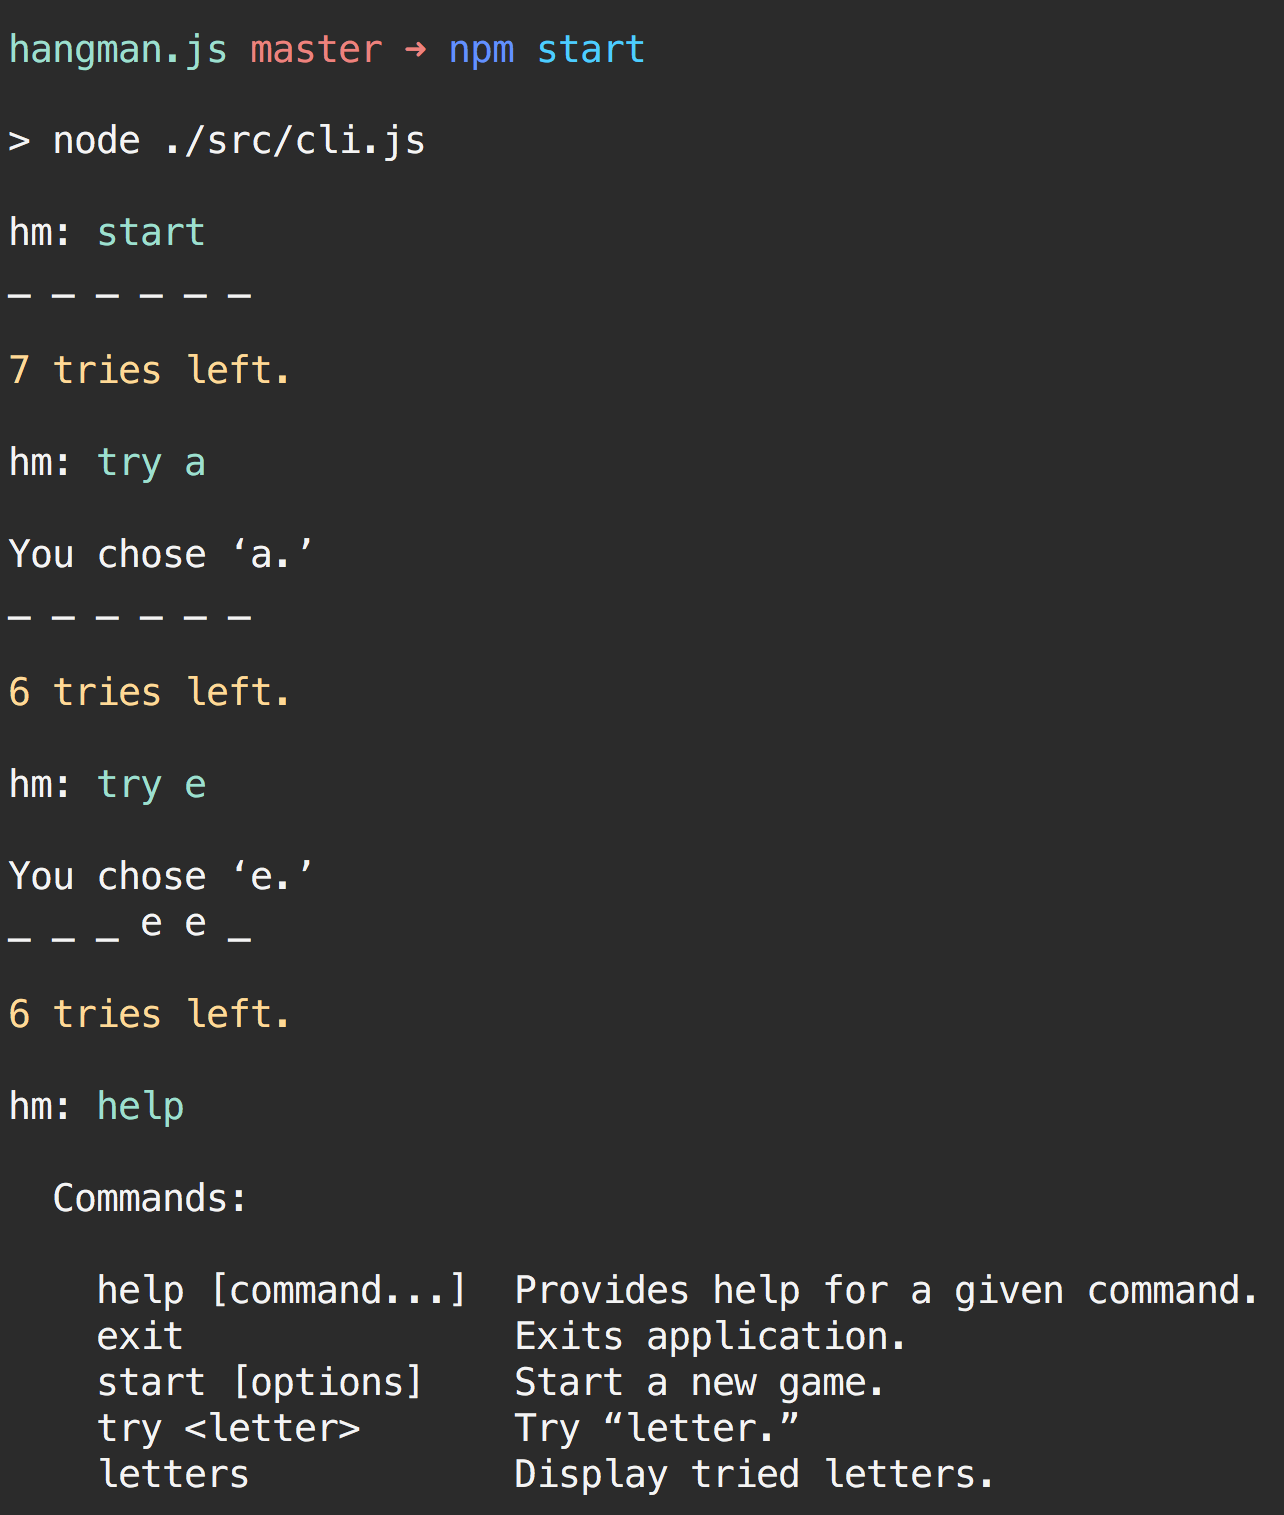 hangman.js master ➜ npm start
> node ./src/cli.js
hm: start
_ _ _ _ _ _
7 tries left.
hm: try a
You chose ‘a.’
_ _ _ _ _ _
6 tries left.
hm: try e
You chose ‘e.’
_ _ _ e e _
6 tries left.
hm: help
Commands:
help [command...] Provides help for a given command.
exit Exits application.
start [options] Start a new game.
try <letter> Try “letter.”
letters Display tried letters.